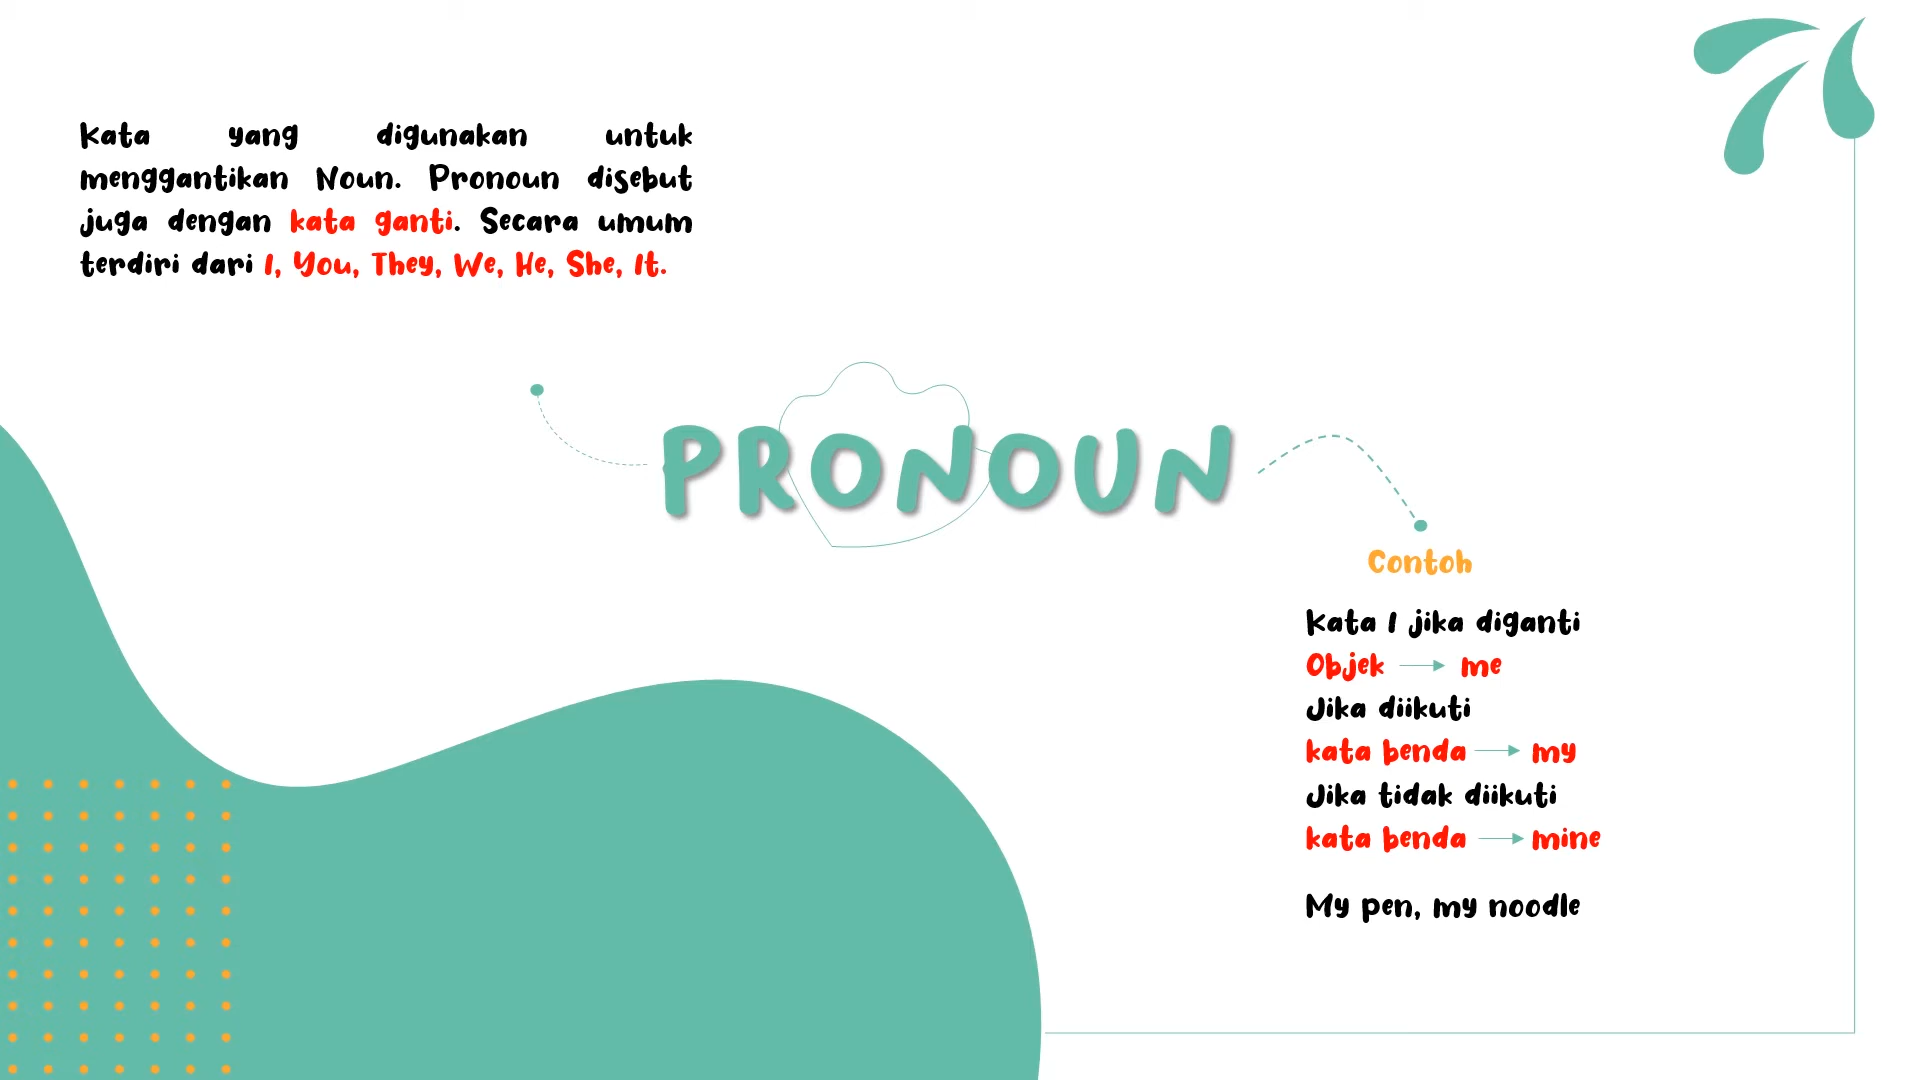 Kata yang digunakan untuk
menggantikan Noun. Pronoun disebut
juga dengan kata ganti. Secara umum
terdiri dari I, You, They, We, He, She, It.
PRONOUN
Contoh
Kata I jika diganti
Objek → me
Jika diikuti
kata benda → my
Jika tidak diikuti
kata benda → mine
My pen, my noodle